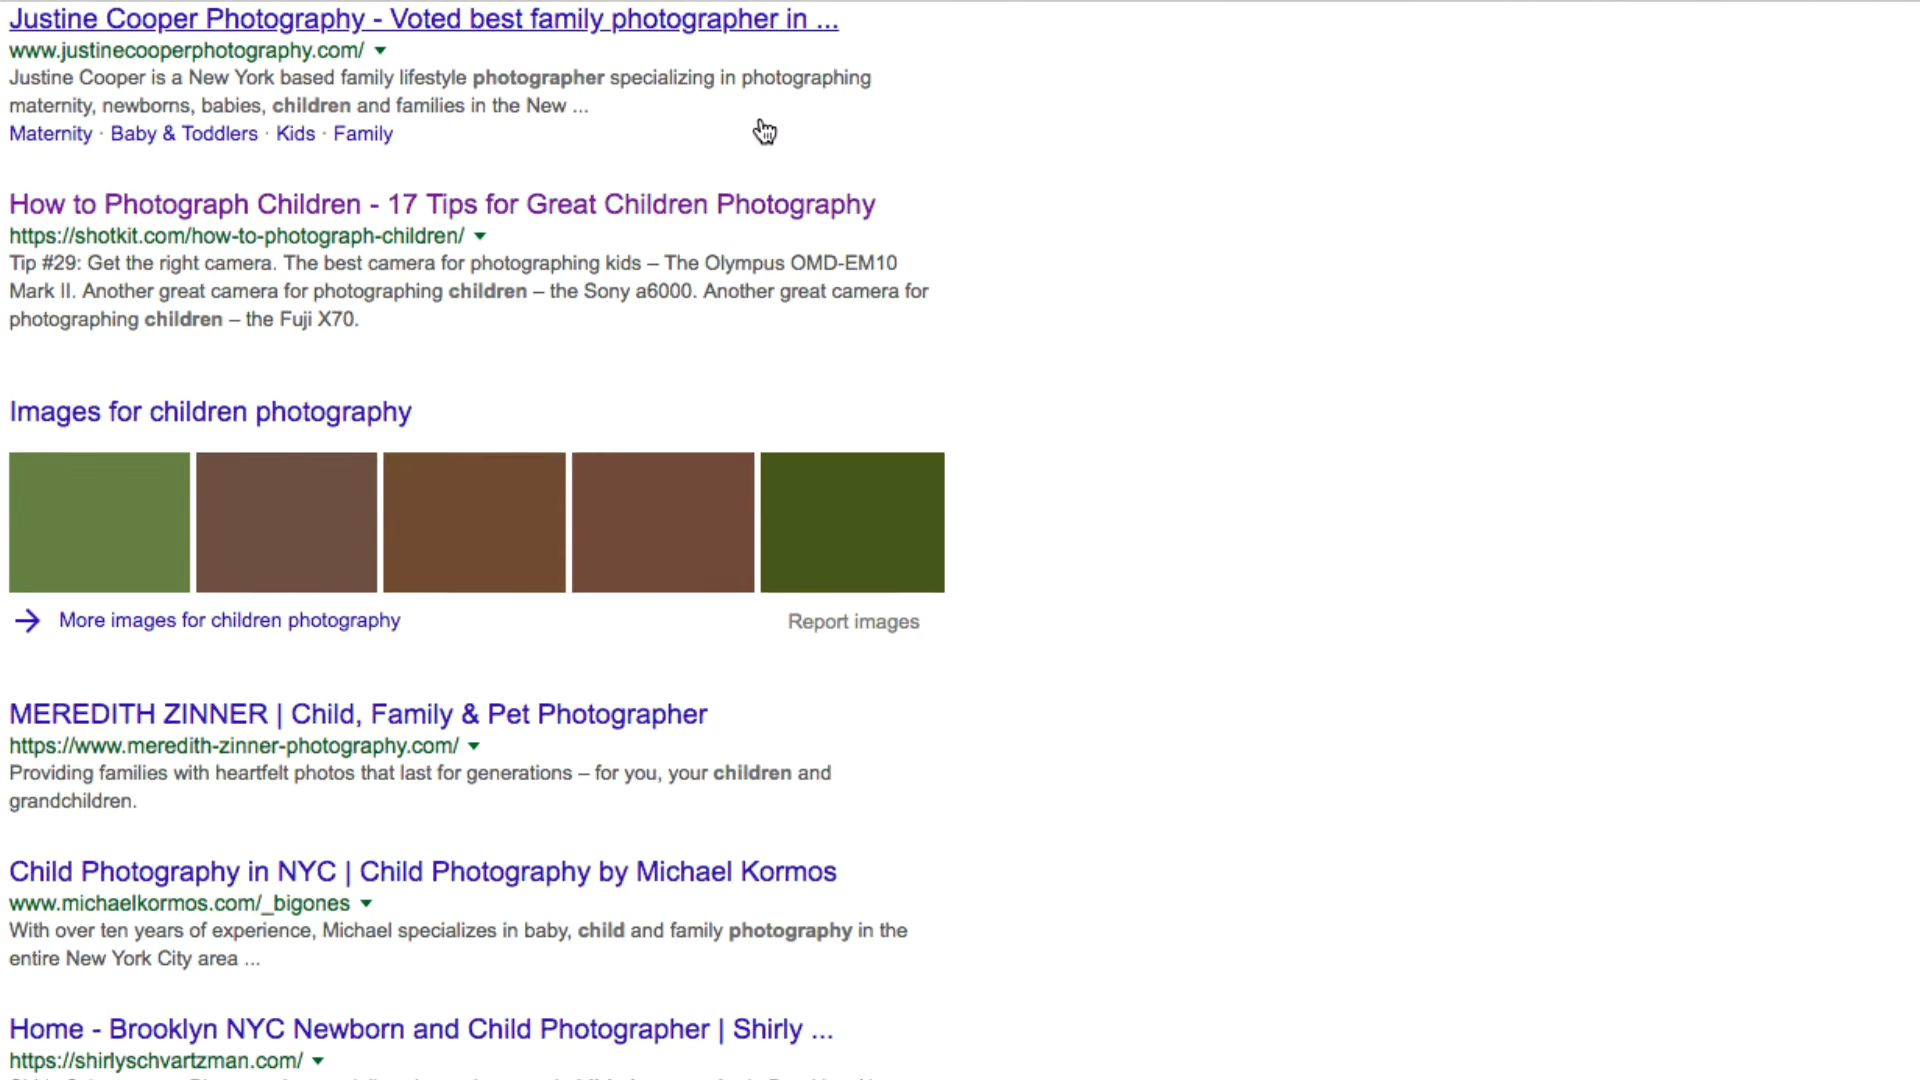 Justine Cooper Photography - Voted best family photographer in ...
www.justinecooperphotography.com/
Justine Cooper is a New York based family lifestyle photographer specializing in photographing
maternity, newborns, babies, children and families in the New ...
Maternity · Baby & Toddlers · Kids · Family
How to Photograph Children - 17 Tips for Great Children Photography
https://shotkit.com/how-to-photograph-children/
Tip #29: Get the right camera. The best camera for photographing kids – The Olympus OMD-EM10
Mark II. Another great camera for photographing children – the Sony a6000. Another great camera for
photographing children – the Fuji X70.
Images for children photography
More images for children photography
Report images
MEREDITH ZINNER | Child, Family & Pet Photographer
https://www.meredith-zinner-photography.com/
Providing families with heartfelt photos that last for generations – for you, your children and
grandchildren.
Child Photography in NYC | Child Photography by Michael Kormos
www.michaelkormos.com/_bigones
With over ten years of experience, Michael specializes in baby, child and family photography in the
entire New York City area ...
Home - Brooklyn NYC Newborn and Child Photographer | Shirly ...
https://shirlyschvartzman.com/